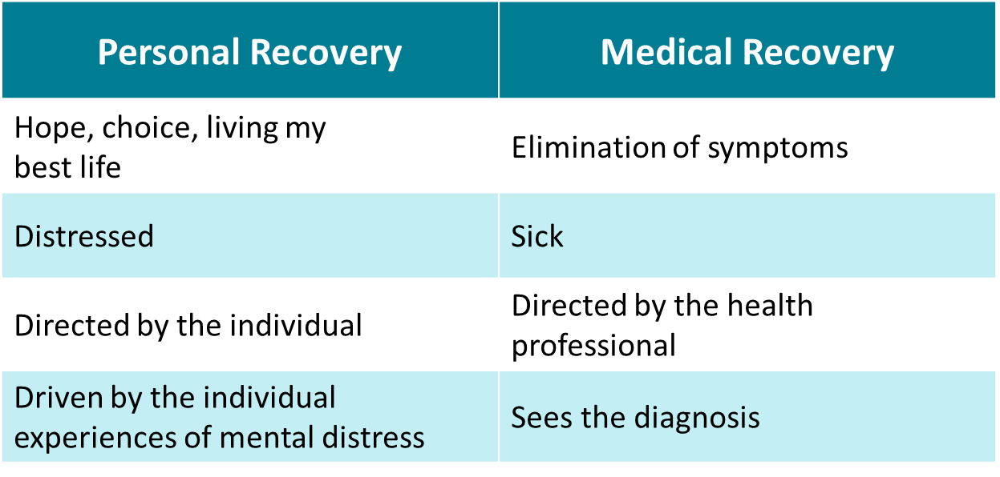 Personal Recovery
Medical Recovery
Hope, choice, living my
best life
Elimination of symptoms
Distressed
Sick
Directed by the individual
Directed by the health
professional
Driven by the individual
experiences of mental distress
Sees the diagnosis